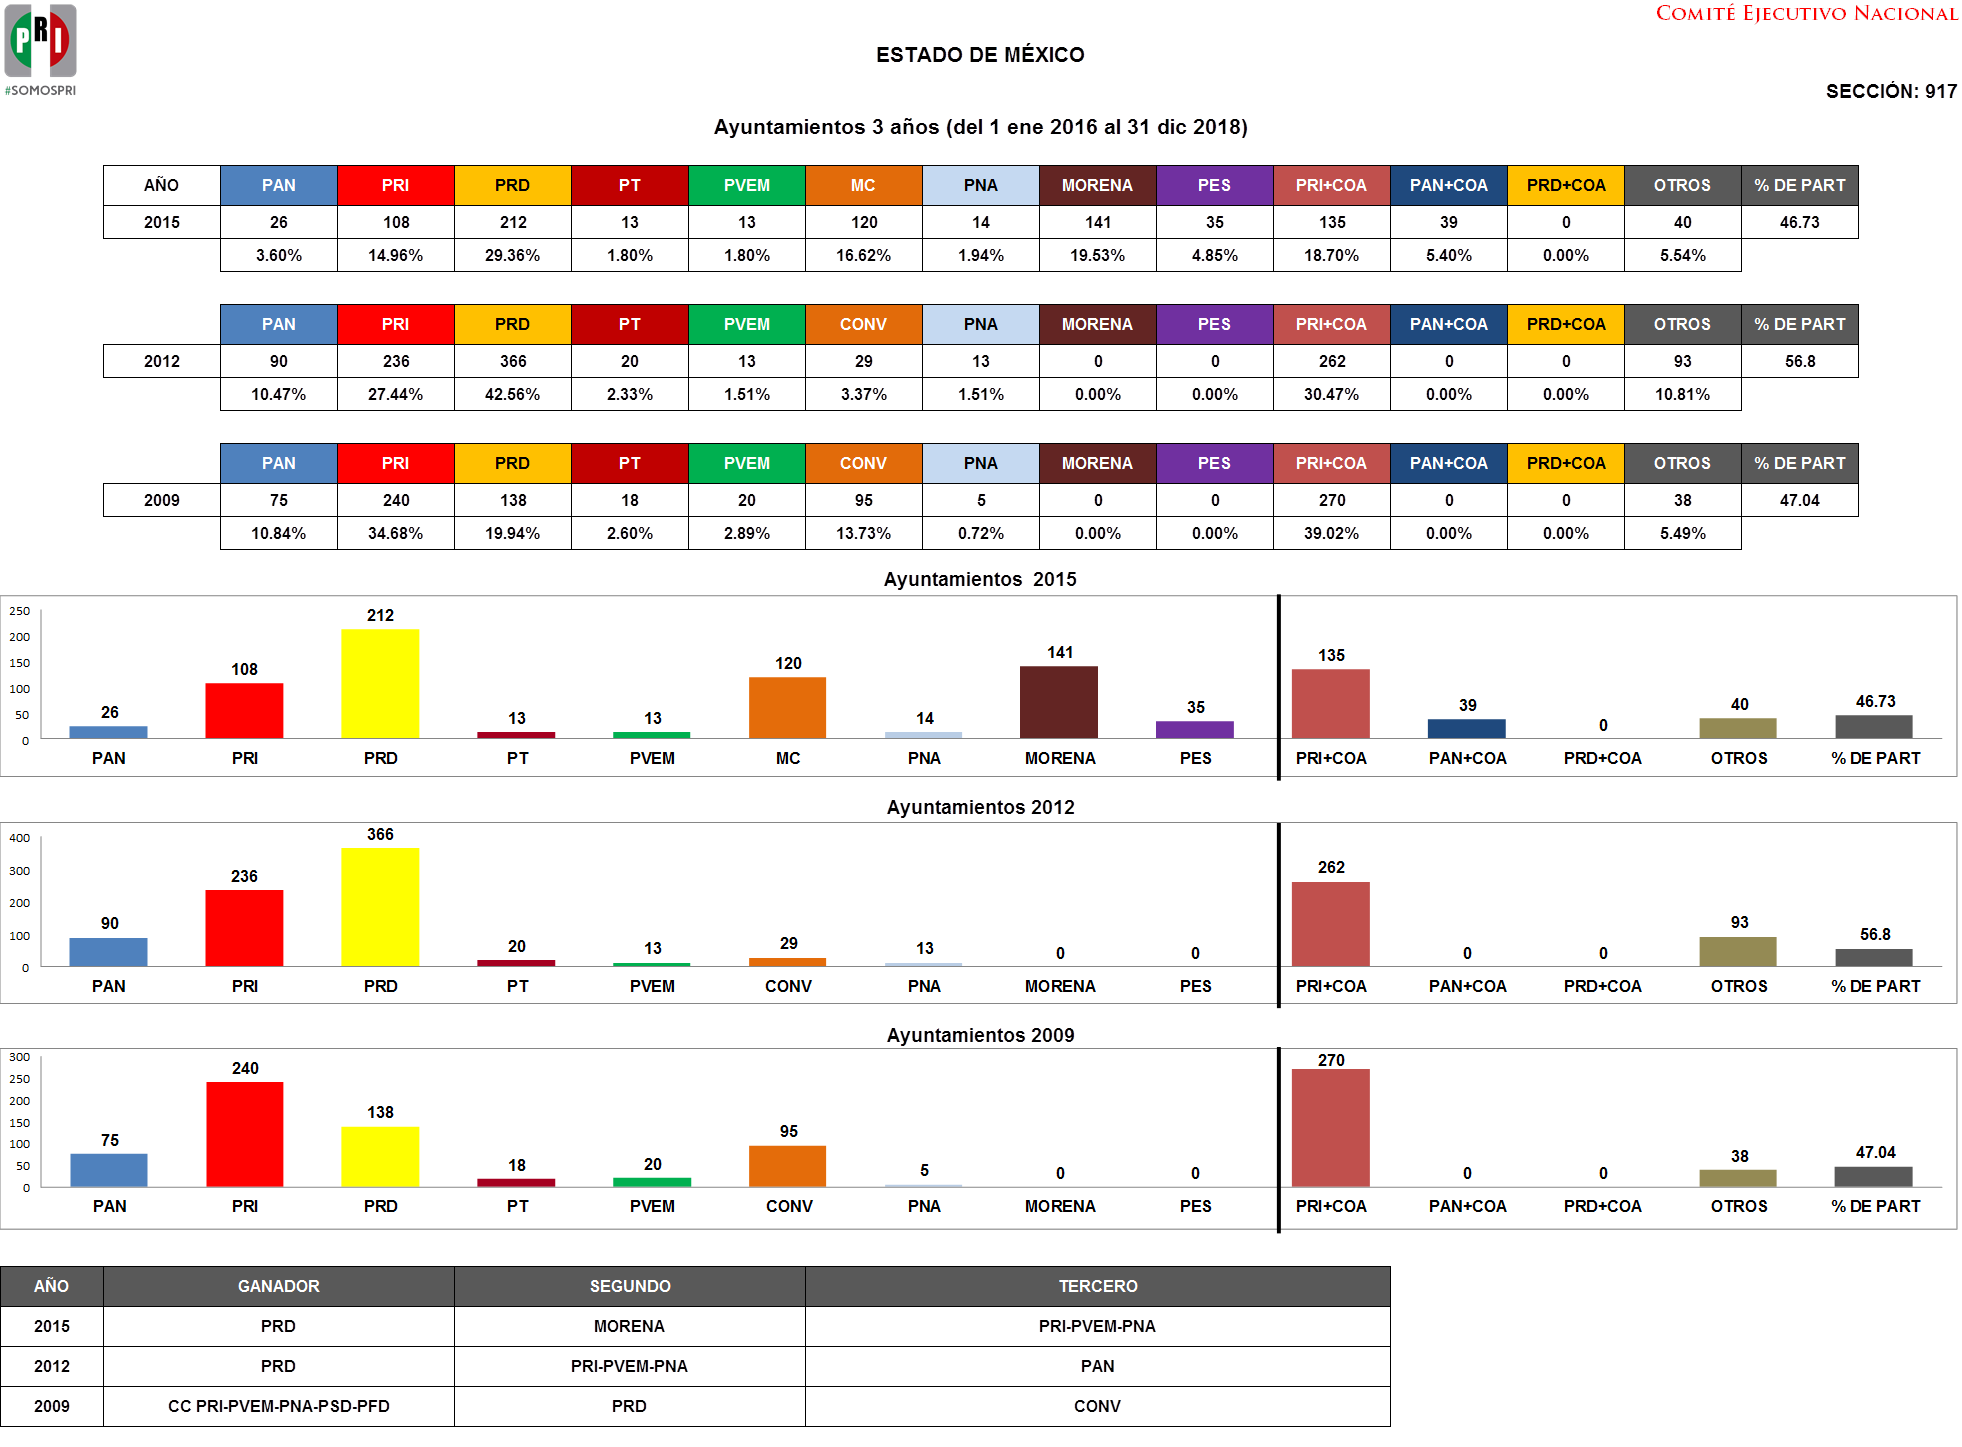 PRI
#SOMOSPRI
COMITÉ EJECUTIVO NACIONAL
ESTADO DE MÉXICO
SECCIÓN: 917
Ayuntamientos 3 años (del 1 ene 2016 al 31 dic 2018)
AÑO PAN PRI PRD PT PVEM MC PNA MORENA PES PRI+COA PAN+COA PRD+COA OTROS % DE PART
2015 26 108 212 13 13 120 14 141 35 135 39 0 40 46.73
3.60% 14.96% 29.36% 1.80% 1.80% 16.62% 1.94% 19.53% 4.85% 18.70% 5.40% 0.00% 5.54%
PAN PRI PRD PT PVEM CONV PNA MORENA PES PRI+COA PAN+COA PRD+COA OTROS % DE PART
2012 90 236 366 20 13 29 13 0 0 262 0 0 93 56.8
10.47% 27.44% 42.56% 2.33% 1.51% 3.37% 1.51% 0.00% 0.00% 30.47% 0.00% 0.00% 10.81%
PAN PRI PRD PT PVEM CONV PNA MORENA PES PRI+COA PAN+COA PRD+COA OTROS % DE PART
2009 75 240 138 18 20 95 5 0 0 270 0 0 38 47.04
10.84% 34.68% 19.94% 2.60% 2.89% 13.73% 0.72% 0.00% 0.00% 39.02% 0.00% 0.00% 5.49%
Ayuntamientos 2015
250
200
150
100
50
0
26 108 212 13 13 120 14 141 35 135 39 0 40 46.73
PAN PRI PRD PT PVEM MC PNA MORENA PES PRI+COA PAN+COA PRD+COA OTROS % DE PART
Ayuntamientos 2012
400
300
200
100
0
90 236 366 20 13 29 13 0 0 262 0 0 93 56.8
PAN PRI PRD PT PVEM CONV PNA MORENA PES PRI+COA PAN+COA PRD+COA OTROS % DE PART
Ayuntamientos 2009
300
250
200
150
100
50
0
75 240 138 18 20 95 5 0 0 270 0 0 38 47.04
PAN PRI PRD PT PVEM CONV PNA MORENA PES PRI+COA PAN+COA PRD+COA OTROS % DE PART
AÑO GANADOR SEGUNDO TERCERO
2015 PRD MORENA PRI-PVEM-PNA
2012 PRD PRI-PVEM-PNA PAN
2009 CC PRI-PVEM-PNA-PSD-PFD PRD CONV